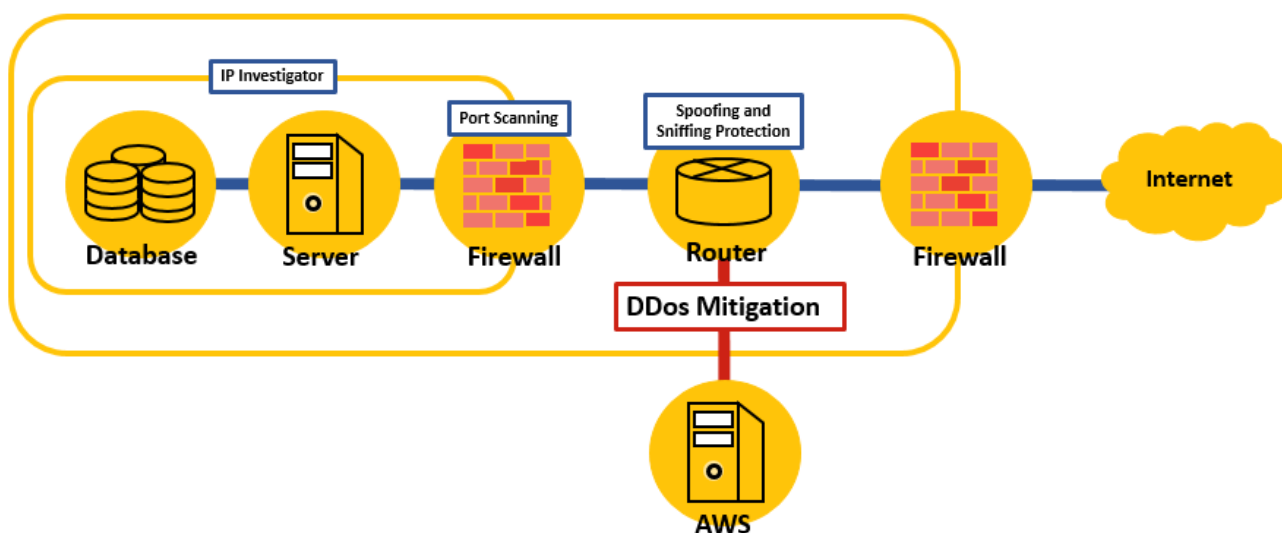 IP Investigator
Port Scanning
Spoofing and
Sniffing Protection
Internet
Database
Server
Firewall
Router
Firewall
DDos Mitigation
AWS